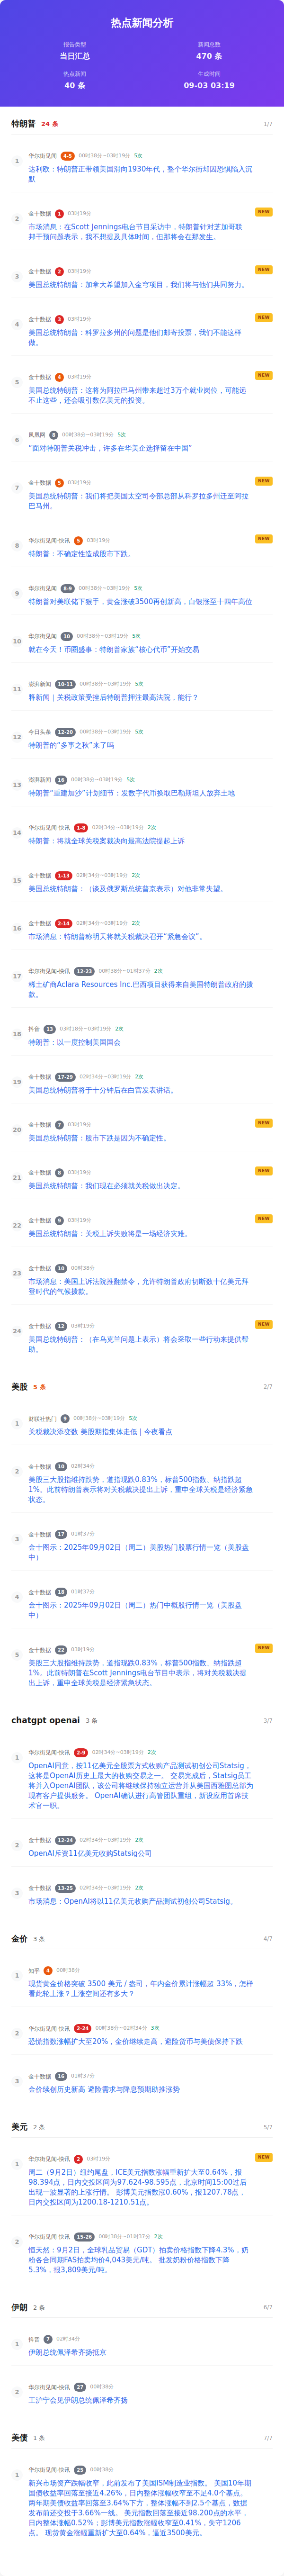 热点新闻分析
报告类型
新闻总数
当日汇总
470 条
热点新闻
生成时间
40 条
09-03 03:19
特朗普 24 条 1/7
1 华尔街见闻 4-5 00时38分~03时19分 5次
达利欧：特朗普正带领美国滑向1930年代，整个华尔街却因恐惧陷入沉
默
2 金十数据 1 03时19分 NEW
市场消息：在Scott Jennings电台节目采访中，特朗普针对芝加哥联
邦干预问题表示，我不想提及具体时间，但那将会在那发生。
3 金十数据 2 03时19分 NEW
美国总统特朗普：加拿大希望加入金穹项目，我们将与他们共同努力。
4 金十数据 3 03时19分 NEW
美国总统特朗普：科罗拉多州的问题是他们邮寄投票，我们不能这样
做。
5 金十数据 4 03时19分 NEW
美国总统特朗普：这将为阿拉巴马州带来超过3万个就业岗位，可能远
不止这些，还会吸引数亿美元的投资。
6 凤凰网 8 00时38分~03时19分 5次
“面对特朗普关税冲击，许多在华美企选择留在中国”
7 金十数据 5 03时19分 NEW
美国总统特朗普：我们将把美国太空司令部总部从科罗拉多州迁至阿拉
巴马州。
8 华尔街见闻-快讯 5 03时19分 NEW
特朗普：不确定性造成股市下跌。
9 华尔街见闻 8-9 00时38分~03时19分 5次
特朗普对美联储下狠手，黄金涨破3500再创新高，白银涨至十四年高位
10 华尔街见闻 10 00时38分~03时19分 5次
就在今天！币圈盛事：特朗普家族“核心代币”开始交易
11 澎湃新闻 10-11 00时38分~03时19分 5次
释新闻｜关税政策受挫后特朗普押注最高法院，能行？
12 今日头条 12-20 00时38分~03时19分 5次
特朗普的“多事之秋”来了吗
13 澎湃新闻 16 00时38分~03时19分 5次
特朗普“重建加沙”计划细节：发数字代币换取巴勒斯坦人放弃土地
14 华尔街见闻-快讯 1-8 02时34分~03时19分 2次
特朗普：将就全球关税案裁决向最高法院提起上诉
15 金十数据 1-13 02时34分~03时19分 2次
美国总统特朗普：（谈及俄罗斯总统普京表示）对他非常失望。
16 金十数据 2-14 02时34分~03时19分 2次
市场消息：特朗普称明天将就关税裁决召开“紧急会议”。
17 华尔街见闻-快讯 12-23 00时38分~01时37分 2次
稀土矿商Aclara Resources Inc.巴西项目获得来自美国特朗普政府的拨
款。
18 抖音 13 03时18分~03时19分 2次
特朗普：以一度控制美国国会
19 金十数据 17-29 02时34分~03时19分 2次
美国总统特朗普将于十分钟后在白宫发表讲话。
20 金十数据 7 03时19分 NEW
美国总统特朗普：股市下跌是因为不确定性。
21 金十数据 8 03时19分 NEW
美国总统特朗普：我们现在必须就关税做出决定。
22 金十数据 9 03时19分 NEW
美国总统特朗普：关税上诉失败将是一场经济灾难。
23 金十数据 10 00时38分
市场消息：美国上诉法院推翻禁令，允许特朗普政府切断数十亿美元拜
登时代的气候拨款。
24 金十数据 12 03时19分 NEW
美国总统特朗普：（在乌克兰问题上表示）将会采取一些行动来提供帮
助。
美股 5 条 2/7
1 财联社热门 9 00时38分~03时19分 5次
关税裁决添变数 美股期指集体走低 | 今夜看点
2 金十数据 10 02时34分
美股三大股指维持跌势，道指现跌0.83%，标普500指数、纳指跌超
1%。此前特朗普表示将对裁决提出上诉，重申全球关税是经济紧急
状态。
3 金十数据 17 01时37分
金十图示：2025年09月02日（周二）美股热门股票行情一览（美股盘
中）
4 金十数据 18 01时37分
金十图示：2025年09月02日（周二）热门中概股行情一览（美股盘
中）
5 金十数据 22 03时19分 NEW
美股三大股指维持跌势，道指现跌0.83%，标普500指数、纳指跌超
1%。此前特朗普在Scott Jennings电台节目中表示，将对关税裁决提
出上诉，重申关税是经济紧急状态。
chatgpt openai 3 条 3/7
1 华尔街见闻-快讯 2-9 02时34分~03时19分 2次
OpenAI同意，按11亿美元全股票方式收购产品测试初创公司Statsig，
这将是OpenAI历史上最大的收购交易之一。 交易完成后，Statsig员工
将并入OpenAI团队，该公司将继续保持独立运营并从美国西雅图总部为
现有客户提供服务。 OpenAI确认进行高管团队重组，新设应用首席技
术官一职。
2 金十数据 12-24 02时34分~03时19分 2次
OpenAI斥资11亿美元收购Statsig公司
3 金十数据 13-25 02时34分~03时19分 2次
市场消息：OpenAI将以11亿美元收购产品测试初创公司Statsig。
金价 3 条 4/7
1 知乎 4 00时38分
现货黄金价格突破 3500 美元 / 盎司，年内金价累计涨幅超 33%，怎样
看此轮上涨？上涨空间还有多大？
2 华尔街见闻-快讯 2-24 00时38分~02时34分 3次
恐慌指数涨幅扩大至20%，金价继续走高，避险货币与美债保持下跌
3 金十数据 16 01时37分
金价续创历史新高 避险需求与降息预期助推涨势
美元 2 条 5/7
1 华尔街见闻-快讯 2 03时19分 NEW
周二（9月2日）纽约尾盘，ICE美元指数涨幅重新扩大至0.64%，报
98.394点，日内交投区间为97.624-98.595点，北京时间15:00过后
出现一波显著的上涨行情。 彭博美元指数涨0.60%，报1207.78点，
日内交投区间为1200.18-1210.51点。
2 华尔街见闻-快讯 15-26 00时38分~01时37分 2次
恒天然：9月2日，全球乳品贸易（GDT）拍卖价格指数下降4.3%，奶
粉各合同期FAS拍卖均价4,043美元/吨。 批发奶粉价格指数下降
5.3%，报3,809美元/吨。
伊朗 2 条 6/7
1 抖音 7 02时34分
伊朗总统佩泽希齐扬抵京
2 华尔街见闻-快讯 27 00时38分
王沪宁会见伊朗总统佩泽希齐扬
美债 1 条 7/7
1 华尔街见闻-快讯 25 00时38分
新兴市场资产跌幅收窄，此前发布了美国ISM制造业指数。 美国10年期
国债收益率回落至接近4.26%，日内整体涨幅收窄至不足4.0个基点。
两年期美债收益率回落至3.64%下方，整体涨幅不到2.5个基点，数据
发布前还交投于3.66%一线。 美元指数回落至接近98.200点的水平，
日内整体涨幅0.52%；彭博美元指数涨幅收窄至0.41%，失守1206
点。 现货黄金涨幅重新扩大至0.64%，逼近3500美元。